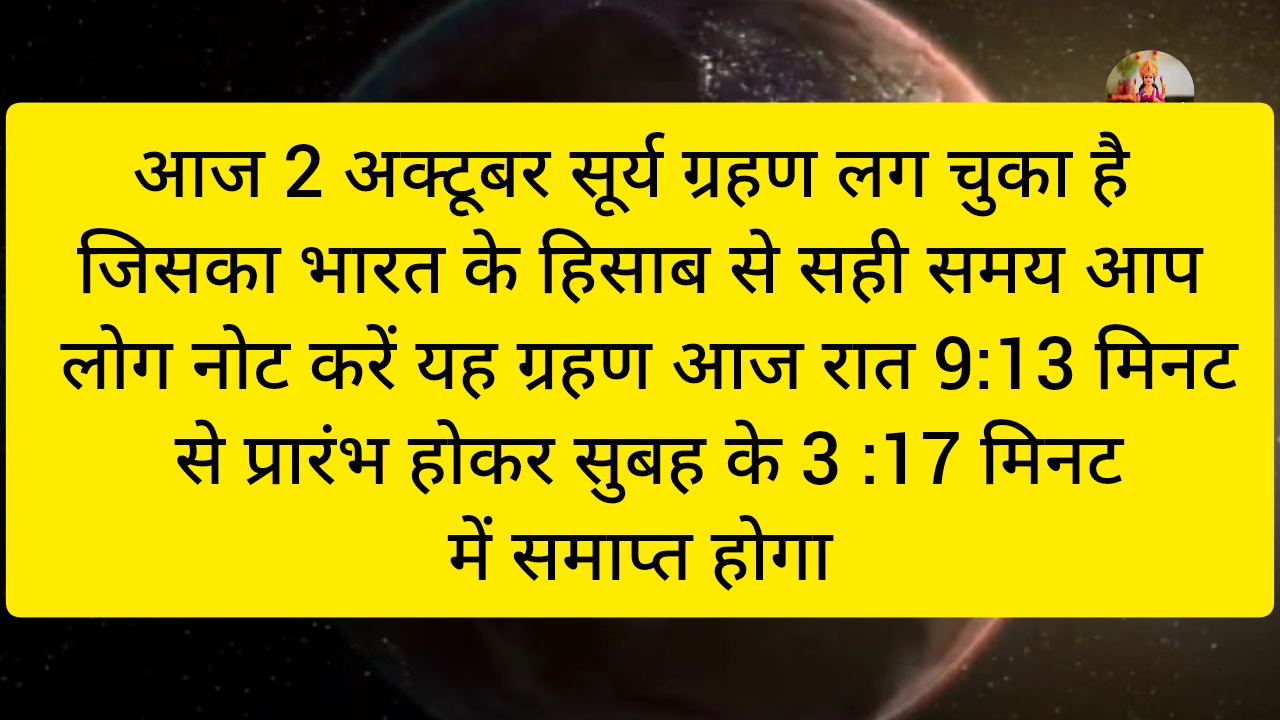 आज 2 अक्टूबर सूर्य ग्रहण लग चुका है
जिसका भारत के हिसाब से सही समय आप
लोग नोट करें यह ग्रहण आज रात 9:13 मिनट
से प्रारंभ होकर सुबह के 3 :17 मिनट
में समाप्त होगा